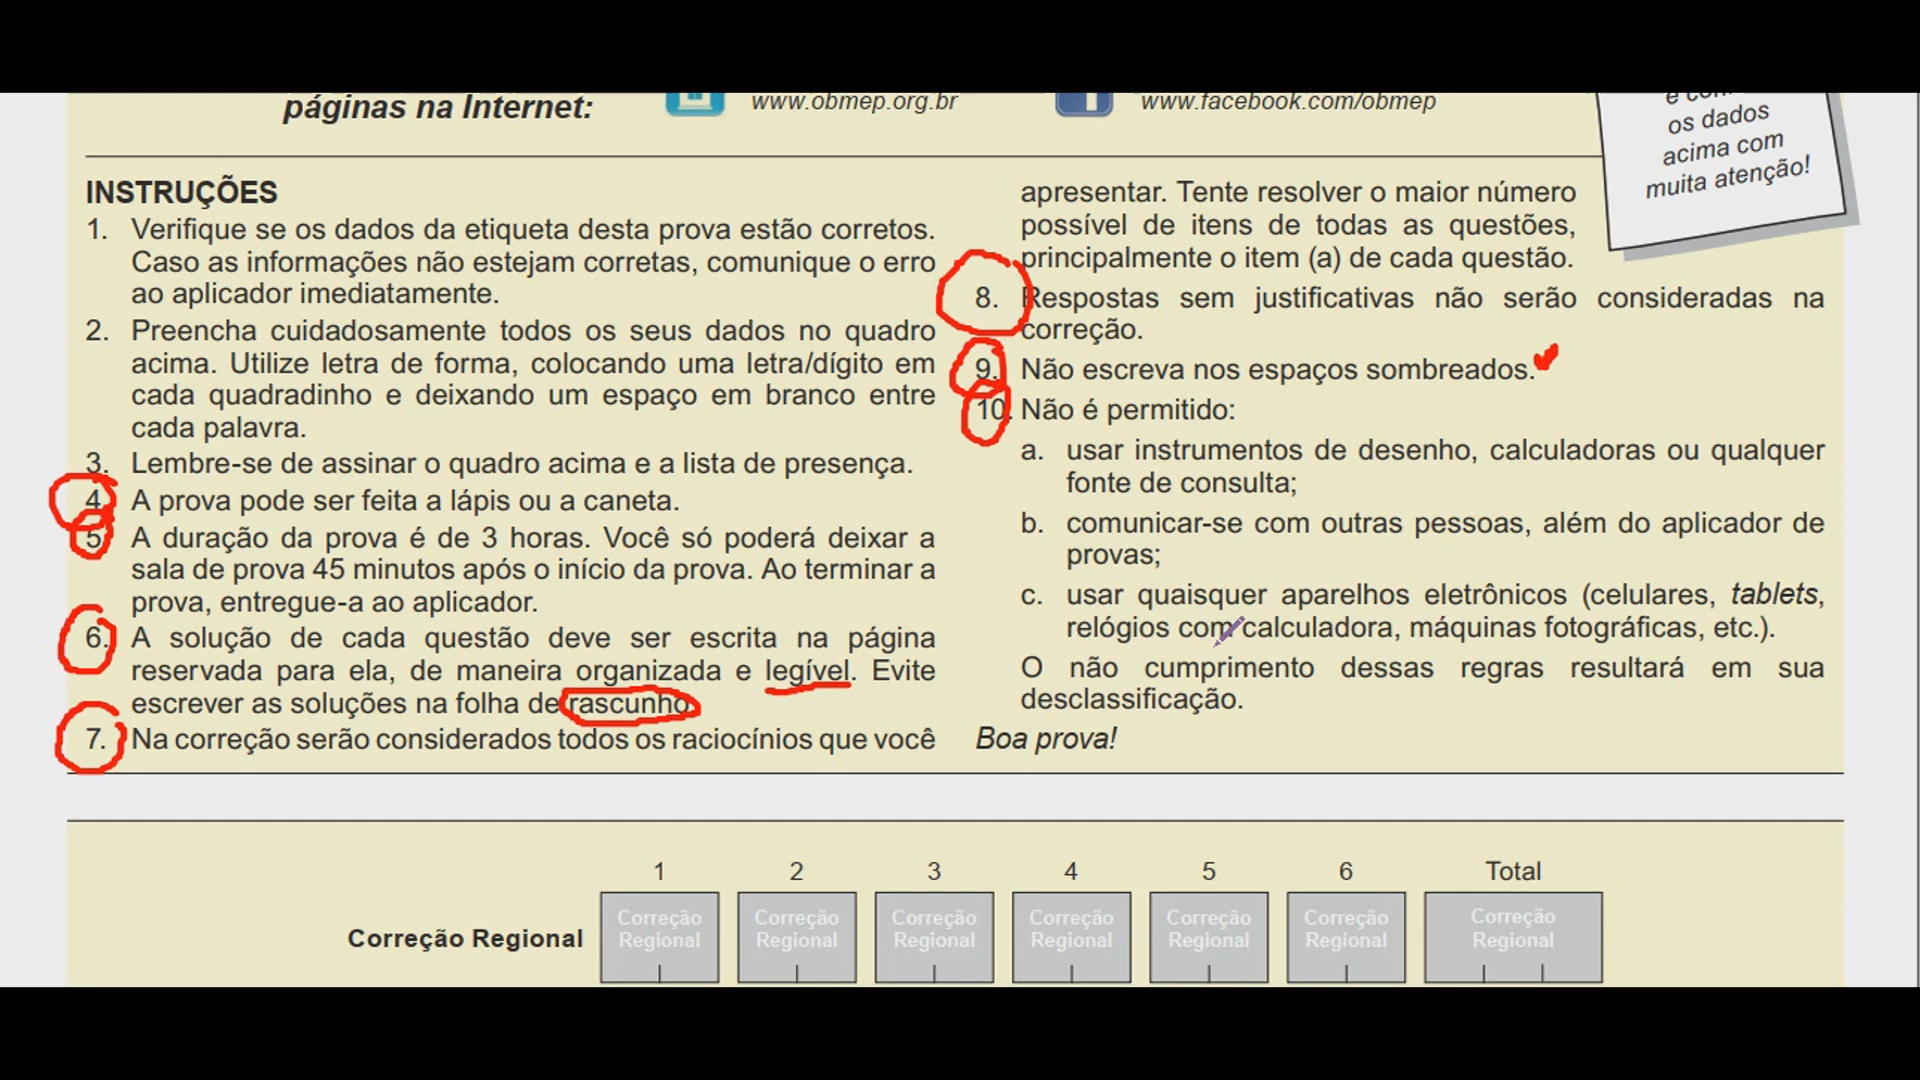 páginas na Internet:
www.obmep.org.br
www.facebook.com/obmep
os dados
acima com
muita atenção!
INSTRUÇÕES
1. Verifique se os dados da etiqueta desta prova estão corretos.
Caso as informações não estejam corretas, comunique o erro
ao aplicador imediatamente.
2. Preencha cuidadosamente todos os seus dados no quadro
acima. Utilize letra de forma, colocando uma letra/dígito em
cada quadradinho e deixando um espaço em branco entre
cada palavra.
3. Lembre-se de assinar o quadro acima e a lista de presença.
4. A prova pode ser feita a lápis ou a caneta.
5. A duração da prova é de 3 horas. Você só poderá deixar a
sala de prova 45 minutos após o início da prova. Ao terminar a
prova, entregue-a ao aplicador.
6. A solução de cada questão deve ser escrita na página
reservada para ela, de maneira organizada e legível. Evite
escrever as soluções na folha de rascunho.
7. Na correção serão considerados todos os raciocínios que você
apresentar. Tente resolver o maior número
possível de itens de todas as questões,
principalmente o item (a) de cada questão.
8. Respostas sem justificativas não serão consideradas na
correção.
9. Não escreva nos espaços sombreados.
10. Não é permitido:
a. usar instrumentos de desenho, calculadoras ou qualquer
fonte de consulta;
b. comunicar-se com outras pessoas, além do aplicador de
provas;
c. usar quaisquer aparelhos eletrônicos (celulares, tablets,
relógios com calculadora, máquinas fotográficas, etc.).
O não cumprimento dessas regras resultará em sua
desclassificação.
Boa prova!
1 2 3 4 5 6 Total
Correção Regional
Correção Regional
Correção Regional
Correção Regional
Correção Regional
Correção Regional
Correção Regional
Correção Regional